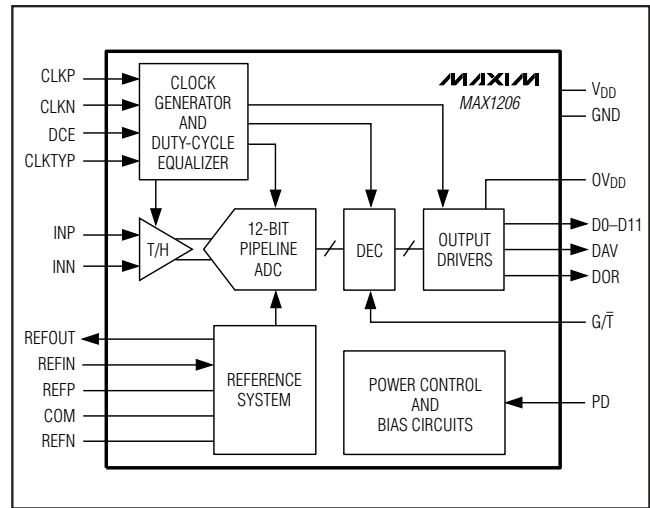 CLKP
CLKN
DCE
CLKTYP
CLOCK
GENERATOR
AND
DUTY-CYCLE
EQUALIZER
MAXIM
MAX1206
VDD
GND
OVDD
INP
INN
T/H
12-BIT
PIPELINE
ADC
DEC
OUTPUT
DRIVERS
D0–D11
DAV
DOR
G/T̅
REFOUT
REFIN
REFP
COM
REFN
REFERENCE
SYSTEM
POWER CONTROL
AND
BIAS CIRCUITS
PD